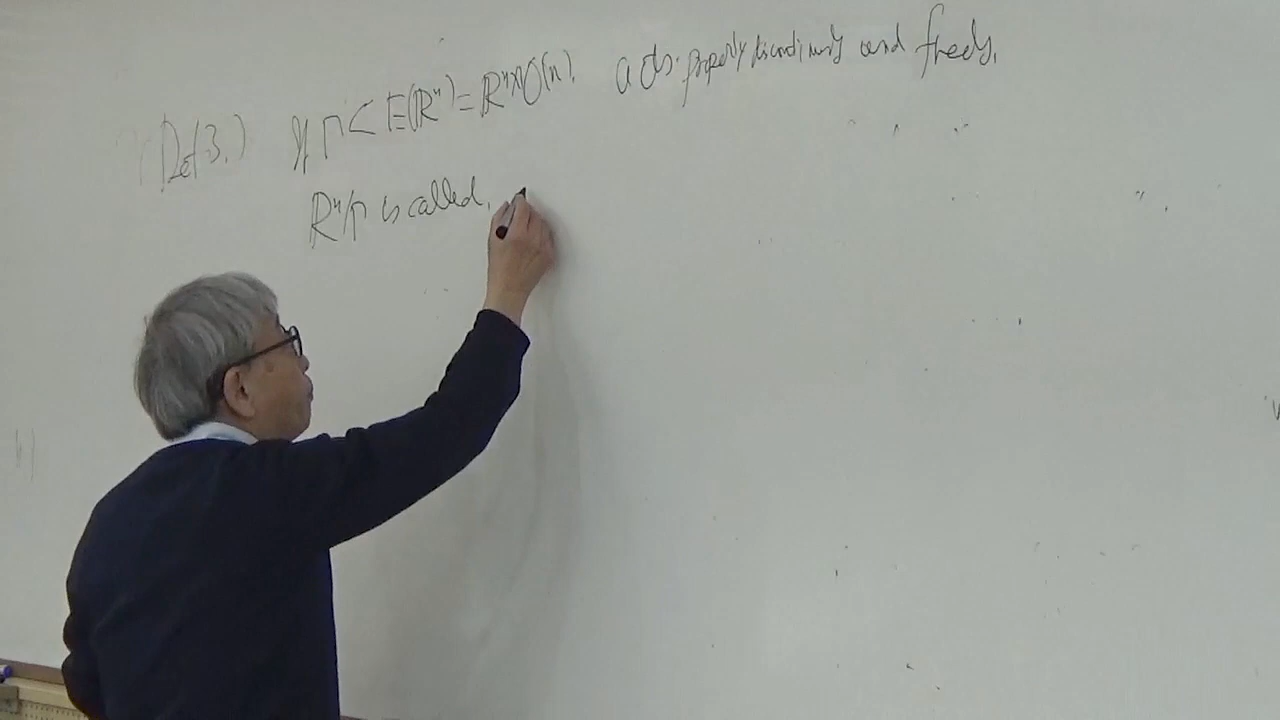 (Def 3.) If Γ ⊂ E(ℝⁿ) = ℝⁿ ⋊ O(n). acts properly discontinuously and freely.
ℝⁿ/Γ is called,